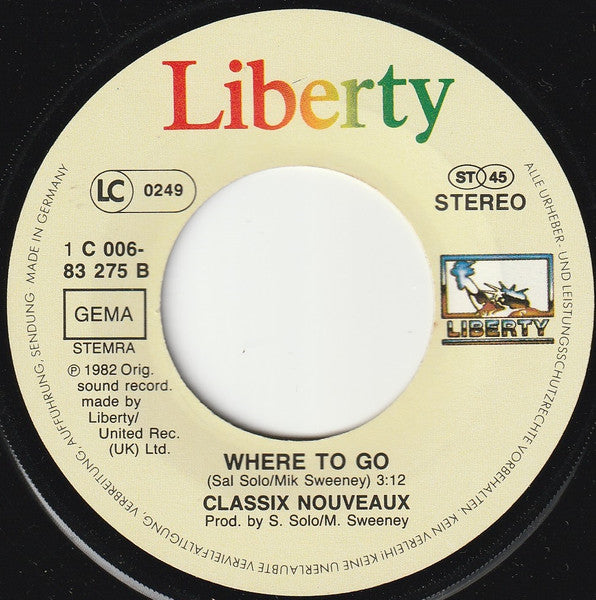 Liberty
LC 0249
ST 45
STEREO
1 C 006-
83 275 B
GEMA
STEMRA
℗ 1982 Orig.
sound record.
made by
Liberty/
United Rec.
(UK) Ltd.
LIBERTY
WHERE TO GO
(Sal Solo/Mik Sweeney) 3:12
CLASSIX NOUVEAUX
Prod. by S. Solo/M. Sweeney
ALLE URHEBER- UND LEISTUNGSSCHUTZRECHTE VORBEHALTEN. KEIN VERLEIH! KEINE UNERLAUBTE VERVIELFÄLTIGUNG, VERBREITUNG, AUFFÜHRUNG, SENDUNG MADE IN GERMANY